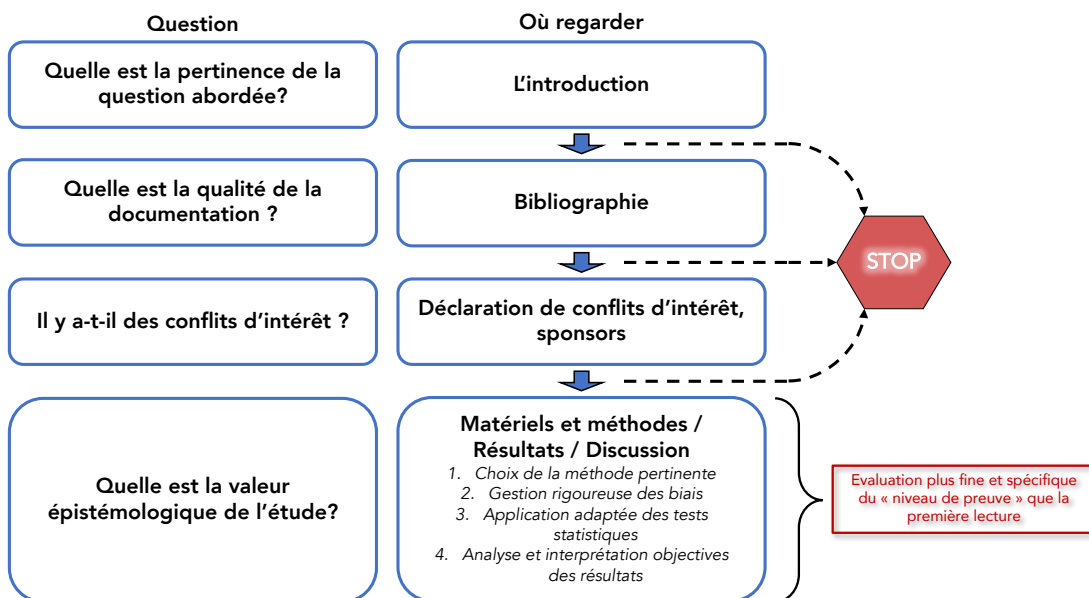 Question
Où regarder
Quelle est la pertinence de la
question abordée?
L'introduction
Quelle est la qualité de la
documentation ?
Bibliographie
STOP
Il y a-t-il des conflits d'intérêt ?
Déclaration de conflits d'intérêt,
sponsors
Quelle est la valeur
épistémologique de l'étude?
Matériels et méthodes /
Résultats / Discussion
1. Choix de la méthode pertinente
2. Gestion rigoureuse des biais
3. Application adaptée des tests
statistiques
4. Analyse et interprétation objectives
des résultats
Evaluation plus fine et spécifique
du « niveau de preuve » que la
première lecture